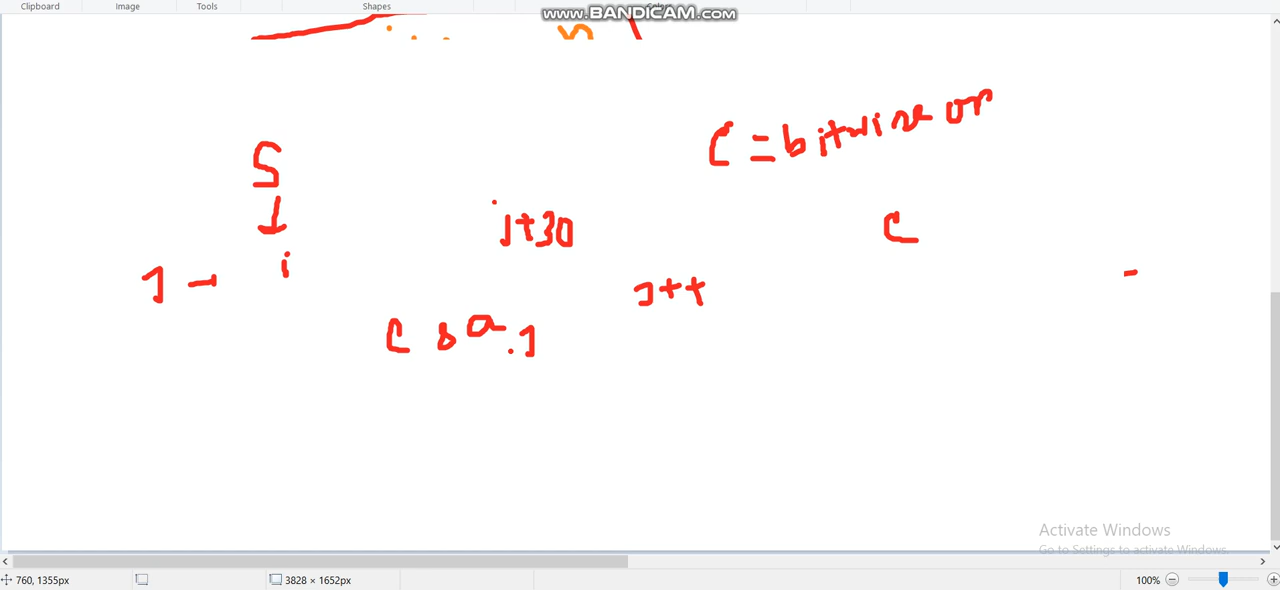 Clipboard Image Tools Shapes Colors
www.BANDICAM.com
n
C = bitwise or
S
j+30
C
i
1 -
j++
-
Activate Windows
Go to Settings to activate Windows.
760, 1355px 3828 × 1652px 100%